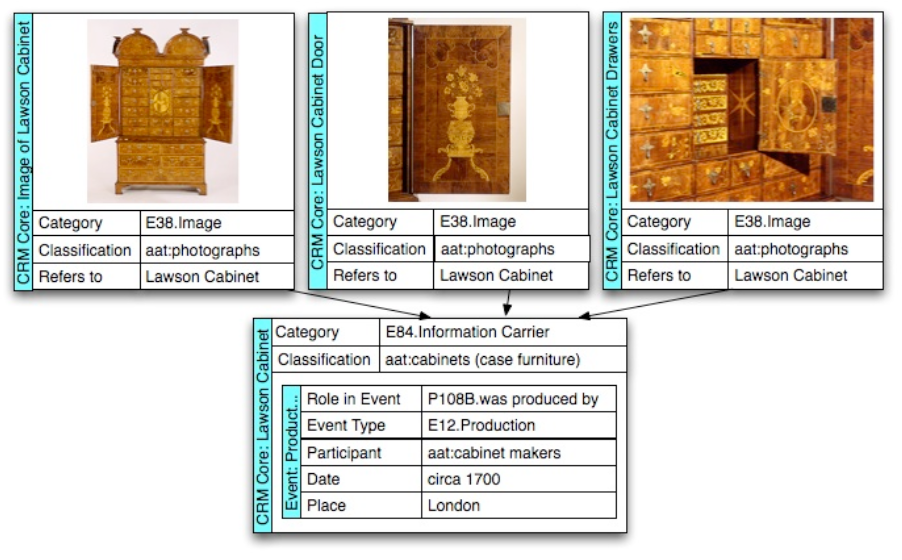 CRM Core: Image of Lawson Cabinet
Category E38.Image
Classification aat:photographs
Refers to Lawson Cabinet
CRM Core: Lawson Cabinet Door
Category E38.Image
Classification aat:photographs
Refers to Lawson Cabinet
CRM Core: Lawson Cabinet Drawers
Category E38.Image
Classification aat:photographs
Refers to Lawson Cabinet
CRM Core: Lawson Cabinet
Category E84.Information Carrier
Classification aat:cabinets (case furniture)
Event: Product...
Role in Event P108B.was produced by
Event Type E12.Production
Participant aat:cabinet makers
Date circa 1700
Place London